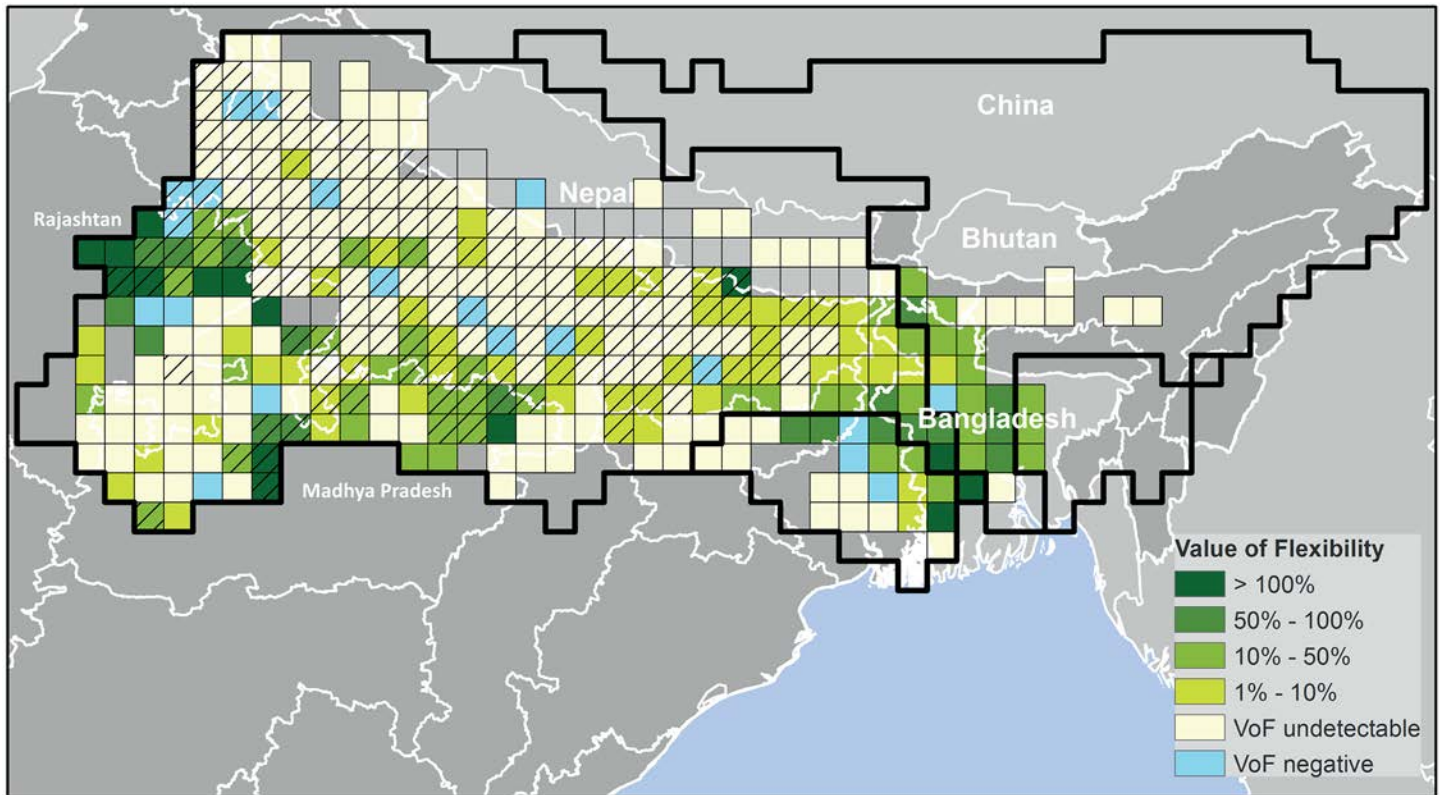 China
Nepal
Rajashtan
Bhutan
Bangladesh
Madhya Pradesh
Value of Flexibility
> 100%
50% - 100%
10% - 50%
1% - 10%
VoF undetectable
VoF negative